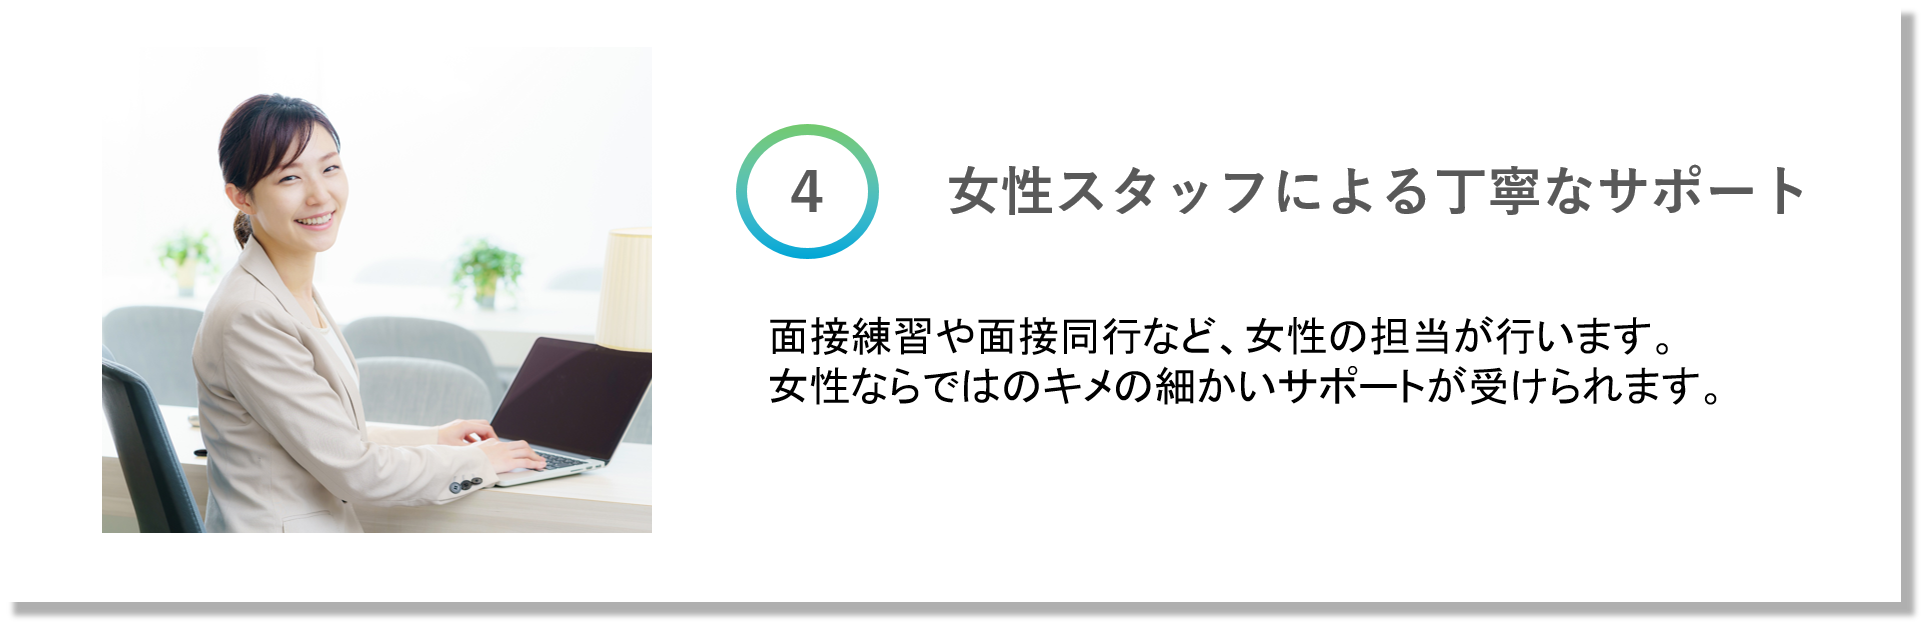 4
女性スタッフによる丁寧なサポート
面接練習や面接同行など、女性の担当が行います。
女性ならではのキメの細かいサポートが受けられます。